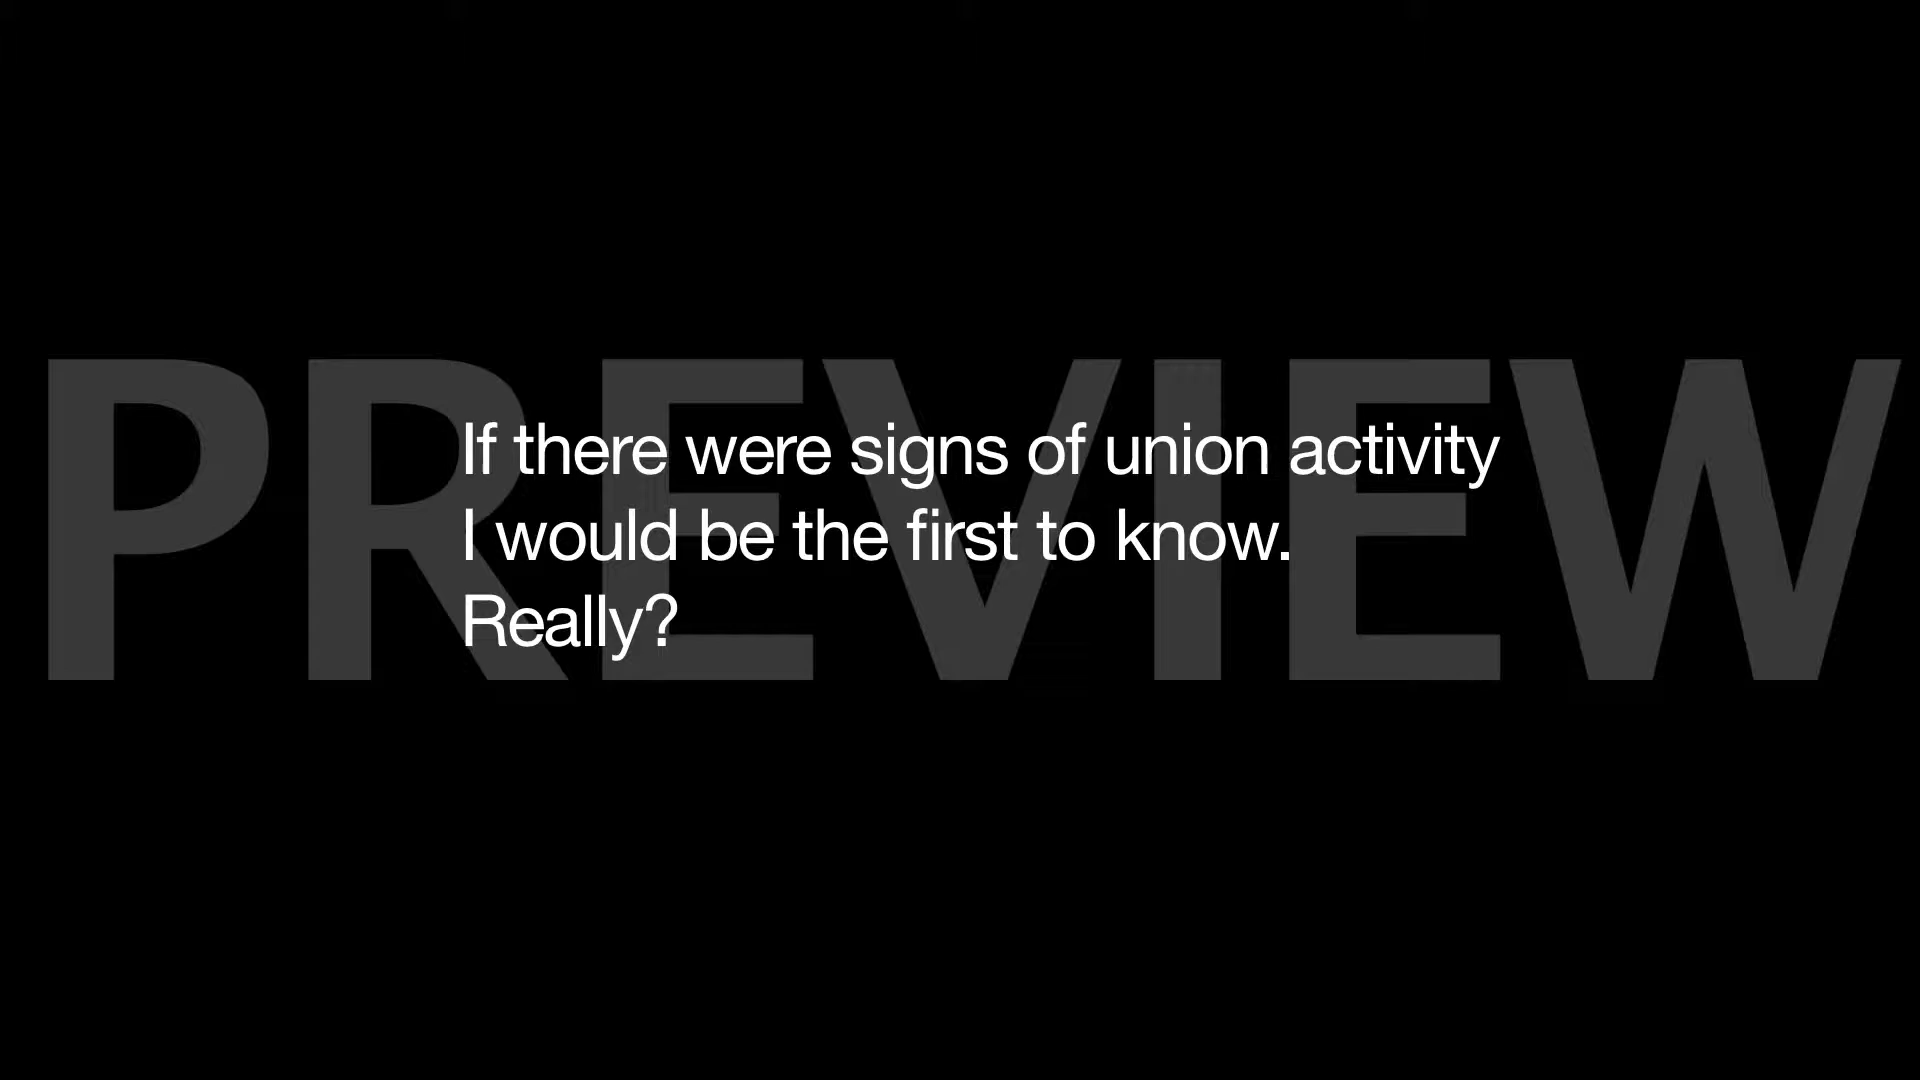 PREVIEW
If there were signs of union activity
I would be the first to know.
Really?